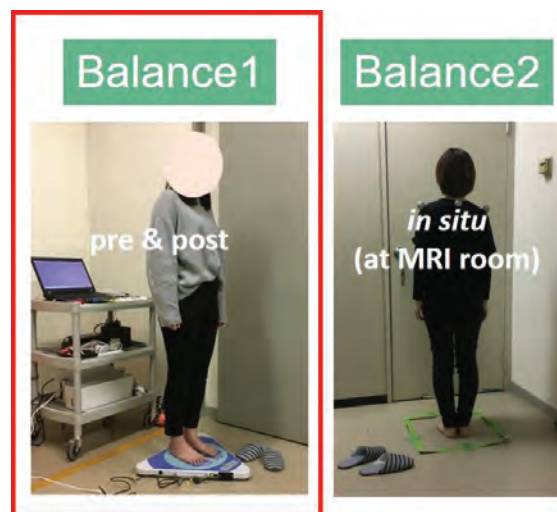 Balance1
Balance2
pre & post
in situ
(at MRI room)